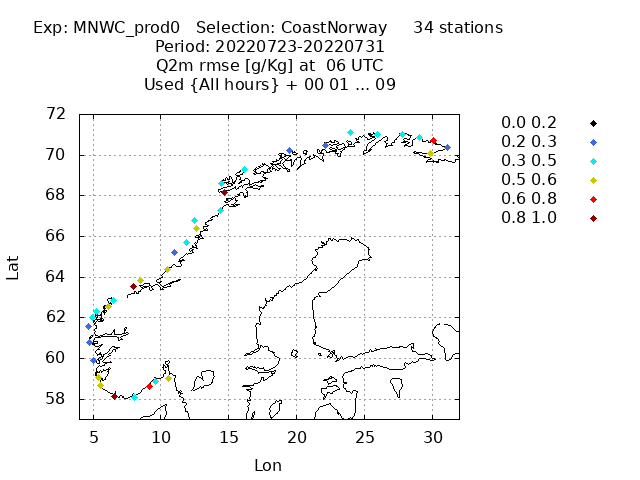 Exp: MNWC_prod0 Selection: CoastNorway 34 stations
Period: 20220723-20220731
Q2m rmse [g/Kg] at 06 UTC
Used {All hours} + 00 01 ... 09
72
70
68
66
64
62
60
58
Lat
5 10 15 20 25 30
Lon
0.0 0.2
0.2 0.3
0.3 0.5
0.5 0.6
0.6 0.8
0.8 1.0